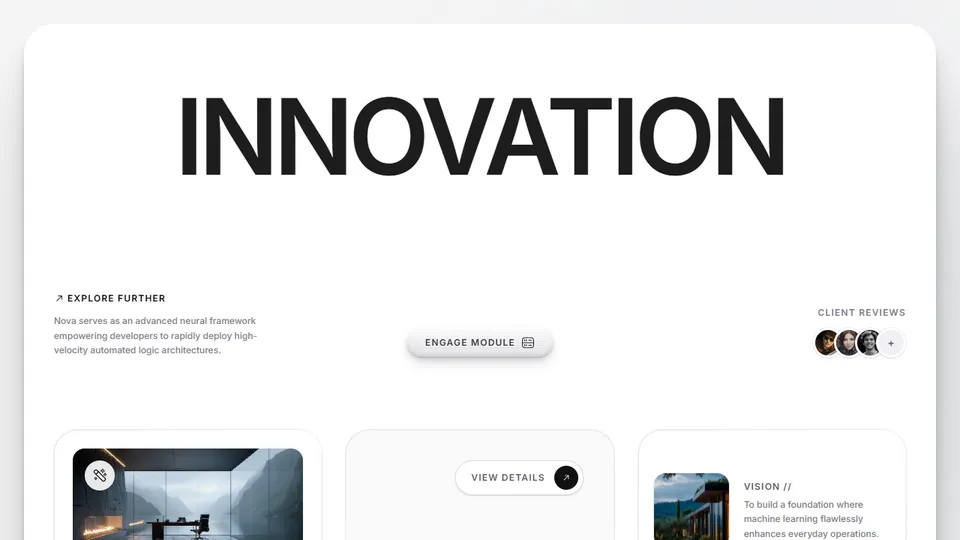 INNOVATION
EXPLORE FURTHER
Nova serves as an advanced neural framework
empowering developers to rapidly deploy high-
velocity automated logic architectures.
ENGAGE MODULE
CLIENT REVIEWS
+
VIEW DETAILS
VISION //
To build a foundation where
machine learning flawlessly
enhances everyday operations.